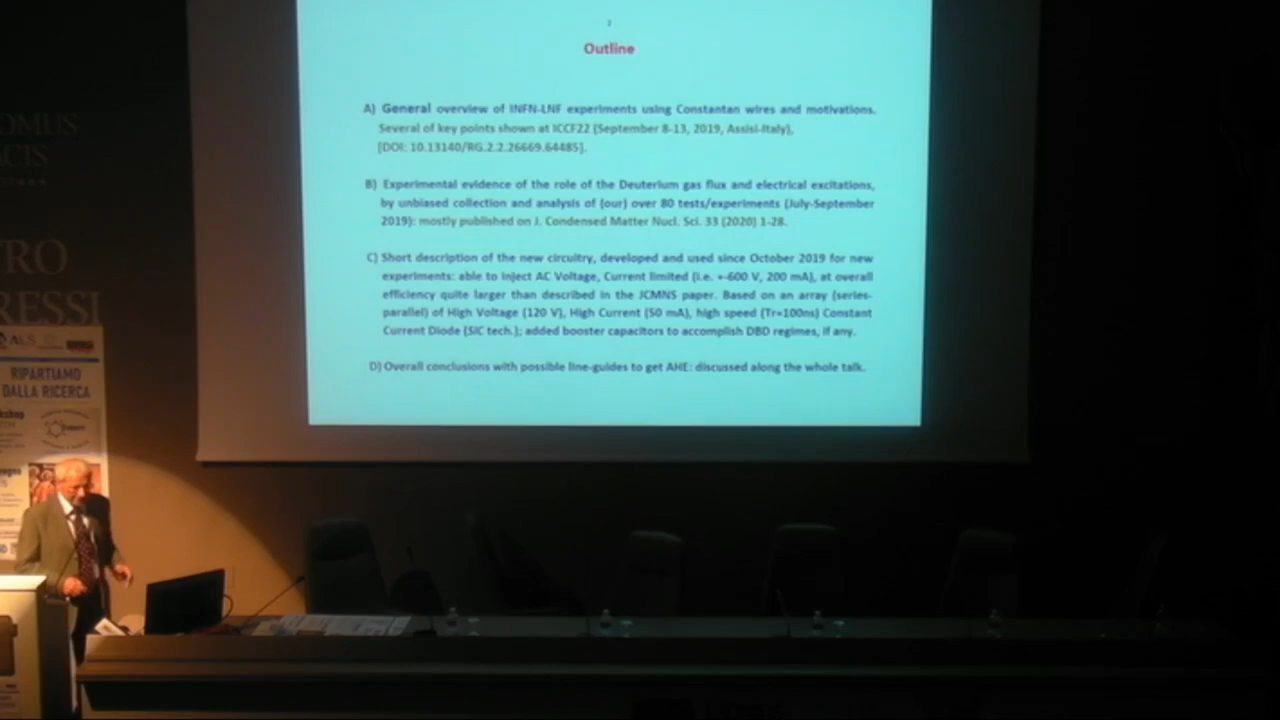 2
Outline
A) General overview of INFN-LNF experiments using Constantan wires and motivations.
Several of key points shown at ICCF22 (September 8-13, 2019, Assisi-Italy),
[DOI: 10.13140/RG.2.2.26669.64485].
B) Experimental evidence of the role of the Deuterium gas flux and electrical excitations,
by unbiased collection and analysis of (our) over 80 tests/experiments (July-September
2019): mostly published on J. Condensed Matter Nucl. Sci. 33 (2020) 1-28.
C) Short description of the new circuitry, developed and used since October 2019 for new
experiments: able to inject AC Voltage, Current limited (i.e. +-600 V, 200 mA), at overall
efficiency quite larger than described in the JCMNS paper. Based on an array (series-
parallel) of High Voltage (120 V), High Current (50 mA), high speed (Tr=100ns) Constant
Current Diode (SiC tech.); added booster capacitors to accomplish DBD regimes, if any.
D) Overall conclusions with possible line-guides to get AHE: discussed along the whole talk.
OMUS
ACIS
TRO
RESSI
ALS
RIPARTIAMO
DALLA RICERCA